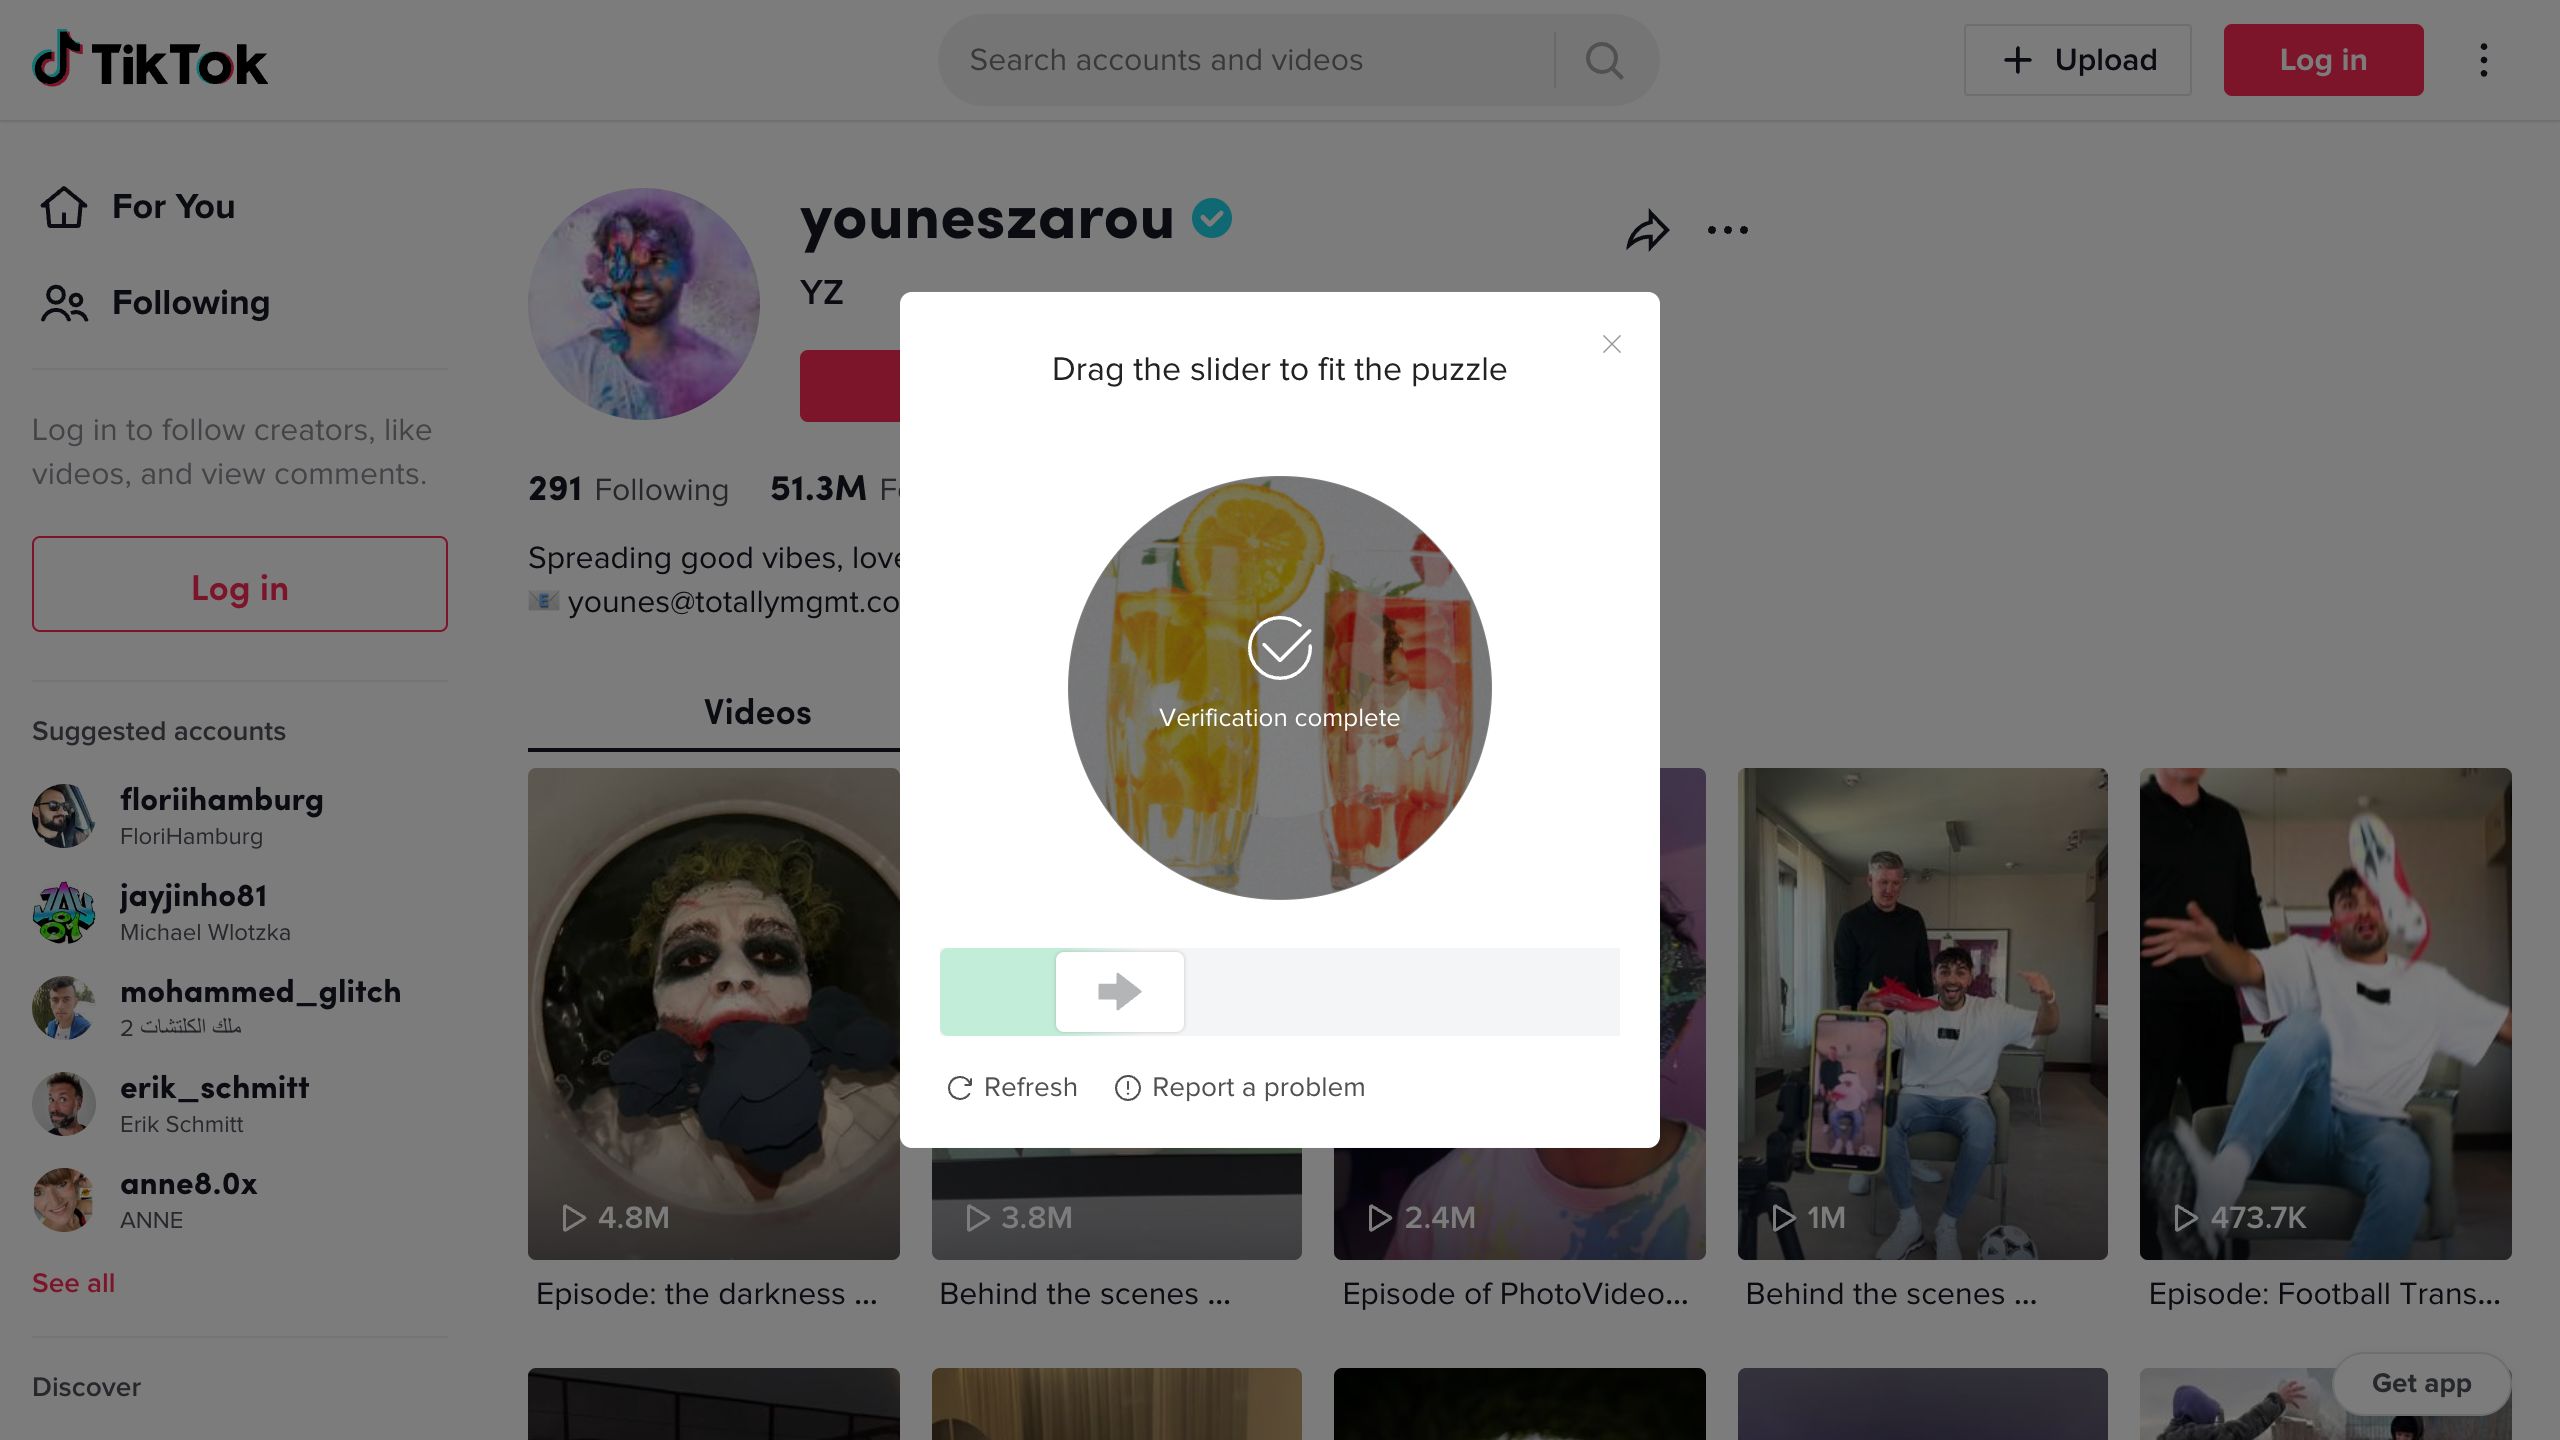 TikTok
Search accounts and videos
Upload
Log in
For You
Following
Log in to follow creators, like
videos, and view comments.
Log in
Suggested accounts
floriihamburg
FloriHamburg
jayjinho81
Michael Wlotzka
mohammed_glitch
ملك الكلتشات 2
erik_schmitt
Erik Schmitt
anne8.0x
ANNE
See all
Discover
youneszarou
YZ
291 Following 51.3M
Spreading good vibes, love
younes@totallymgmt.co
Videos
Drag the slider to fit the puzzle
Verification complete
Refresh
Report a problem
4.8M
3.8M
2.4M
1M
473.7K
Episode: the darkness ...
Behind the scenes ...
Episode of PhotoVideo...
Behind the scenes ...
Episode: Football Trans...
Get app